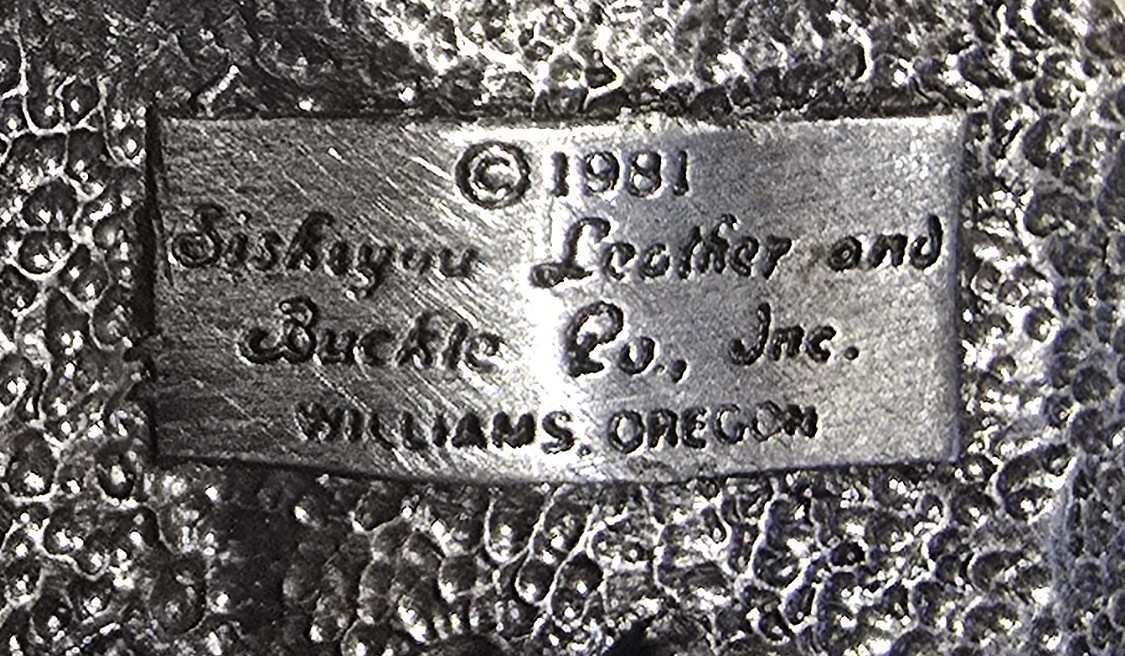 © 1981
Siskiyou Leather and
Buckle Co., Inc.
WILLIAMS, OREGON